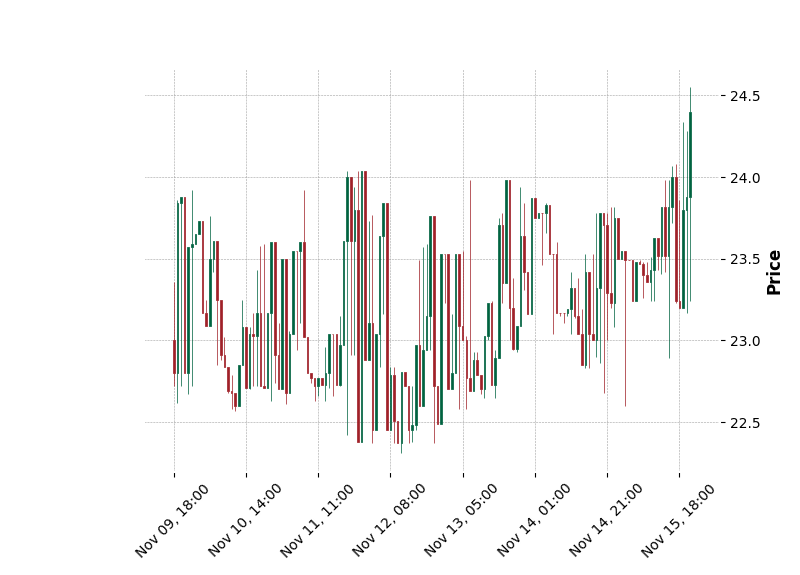 24.5
24.0
23.5
23.0
22.5
Price
Nov 09, 18:00
Nov 10, 14:00
Nov 11, 11:00
Nov 12, 08:00
Nov 13, 05:00
Nov 14, 01:00
Nov 14, 21:00
Nov 15, 18:00